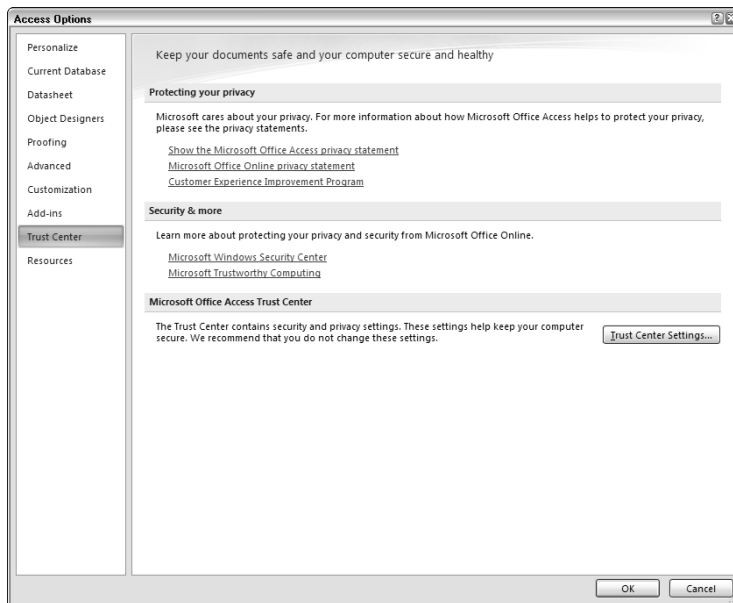 Access Options
Personalize
Current Database
Datasheet
Object Designers
Proofing
Advanced
Customization
Add-ins
Trust Center
Resources
Keep your documents safe and your computer secure and healthy
Protecting your privacy
Microsoft cares about your privacy. For more information about how Microsoft Office Access helps to protect your privacy,
please see the privacy statements.
Show the Microsoft Office Access privacy statement
Microsoft Office Online privacy statement
Customer Experience Improvement Program
Security & more
Learn more about protecting your privacy and security from Microsoft Office Online.
Microsoft Windows Security Center
Microsoft Trustworthy Computing
Microsoft Office Access Trust Center
The Trust Center contains security and privacy settings. These settings help keep your computer
secure. We recommend that you do not change these settings.
Trust Center Settings...
OK
Cancel